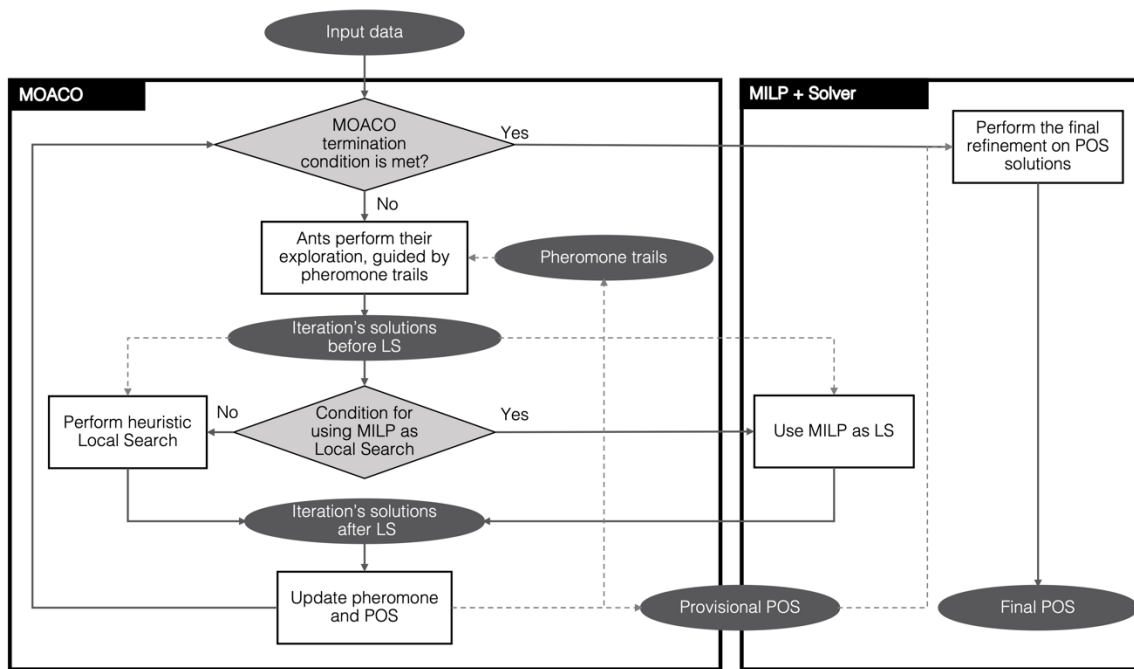 Input data
MOACO
MILP + Solver
MOACO
termination
condition is met?
Yes
Perform the final
refinement on POS
solutions
No
Ants perform their
exploration, guided by
pheromone trails
Pheromone trails
Iteration's solutions
before LS
Perform heuristic
Local Search
No
Condition for
using MILP as
Local Search
Yes
Use MILP as LS
Iteration's solutions
after LS
Update pheromone
and POS
Provisional POS
Final POS